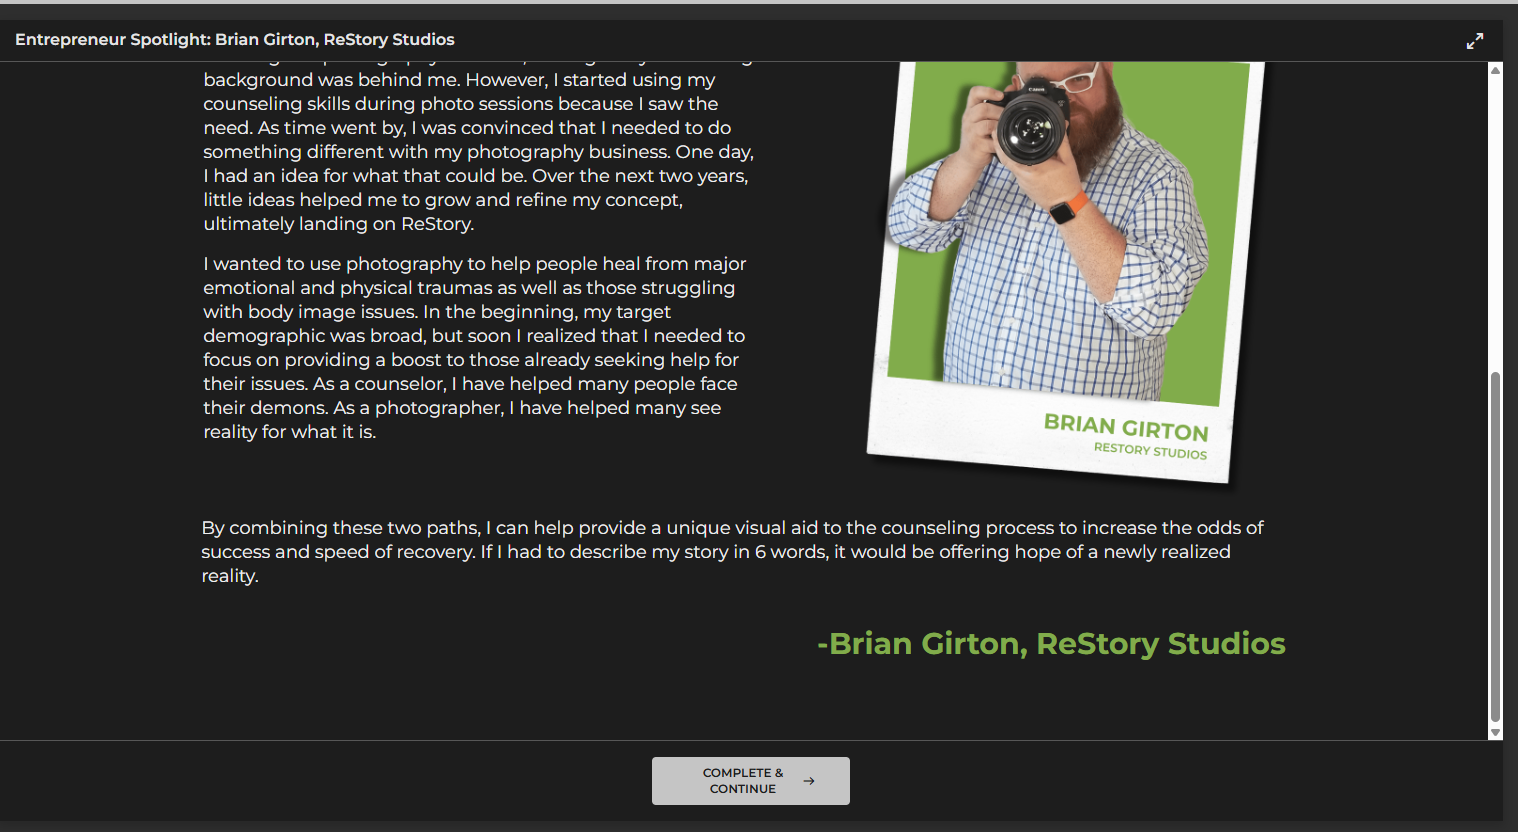 Entrepreneur Spotlight: Brian Girton, ReStory Studios
background was behind me. However, I started using my
counseling skills during photo sessions because I saw the
need. As time went by, I was convinced that I needed to do
something different with my photography business. One day,
I had an idea for what that could be. Over the next two years,
little ideas helped me to grow and refine my concept,
ultimately landing on ReStory.
I wanted to use photography to help people heal from major
emotional and physical traumas as well as those struggling
with body image issues. In the beginning, my target
demographic was broad, but soon I realized that I needed to
focus on providing a boost to those already seeking help for
their issues. As a counselor, I have helped many people face
their demons. As a photographer, I have helped many see
reality for what it is.
Canon
BRIAN GIRTON
RESTORY STUDIOS
By combining these two paths, I can help provide a unique visual aid to the counseling process to increase the odds of
success and speed of recovery. If I had to describe my story in 6 words, it would be offering hope of a newly realized
reality.
-Brian Girton, ReStory Studios
COMPLETE &
CONTINUE